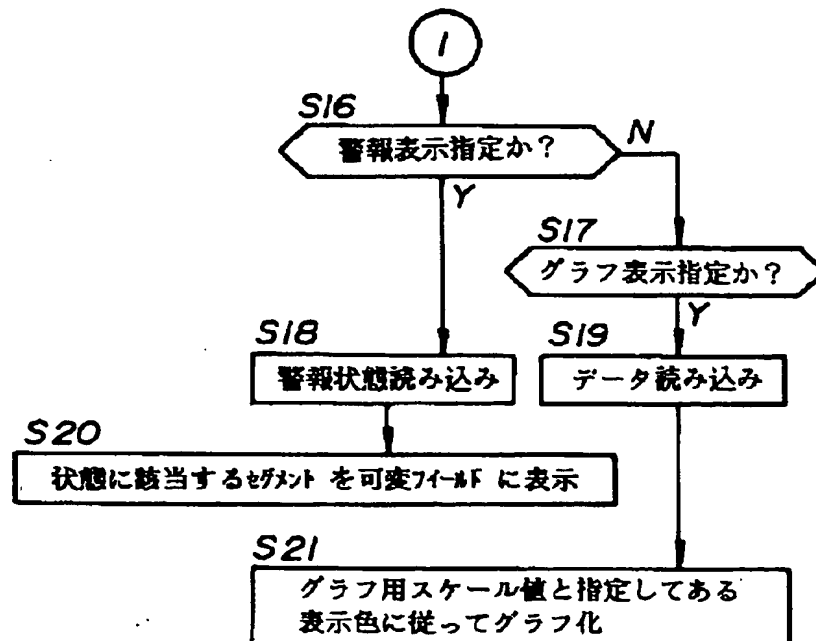 1
S16
警報表示指定か？
N
Y
S17
グラフ表示指定か？
Y
S18
警報状態読み込み
S19
データ読み込み
S20
状態に該当するセグメント を可変フィールド に表示
S21
グラフ用スケール値と指定してある
表示色に従ってグラフ化